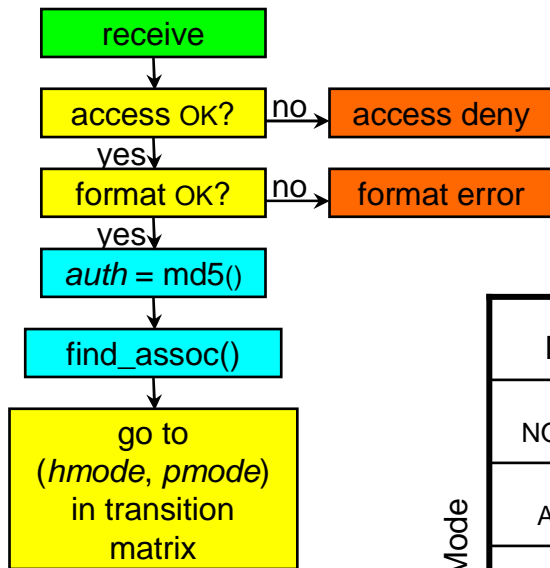 receive
access OK?
no
access deny
yes
format OK?
no
format error
yes
auth = md5()
find_assoc()
go to
(hmode, pmode)
in transition
matrix
Mode